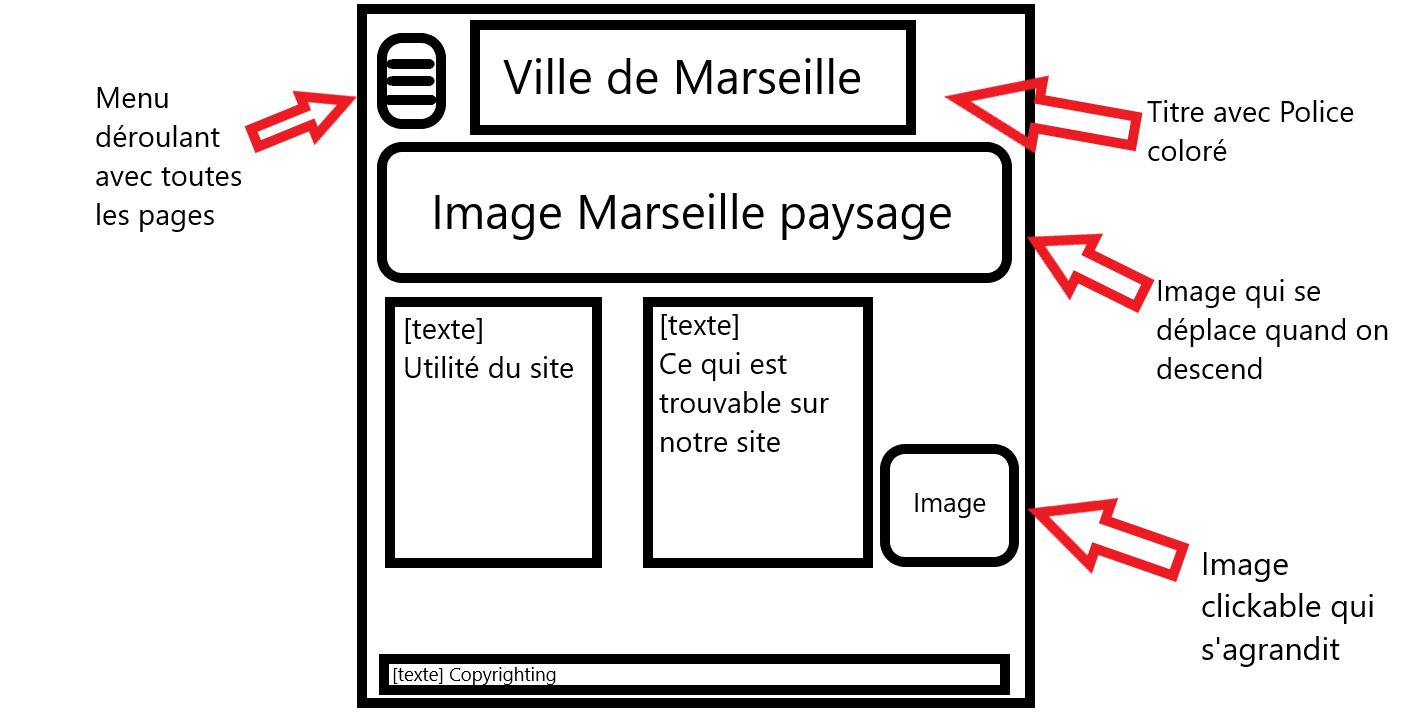 Ville de Marseille
Menu
déroulant
avec toutes
les pages
Titre avec Police
coloré
Image Marseille paysage
Image qui se
déplace quand on
descend
[texte]
Utilité du site
[texte]
Ce qui est
trouvable sur
notre site
Image
Image
clickable qui
s'agrandit
[texte] Copyrighting